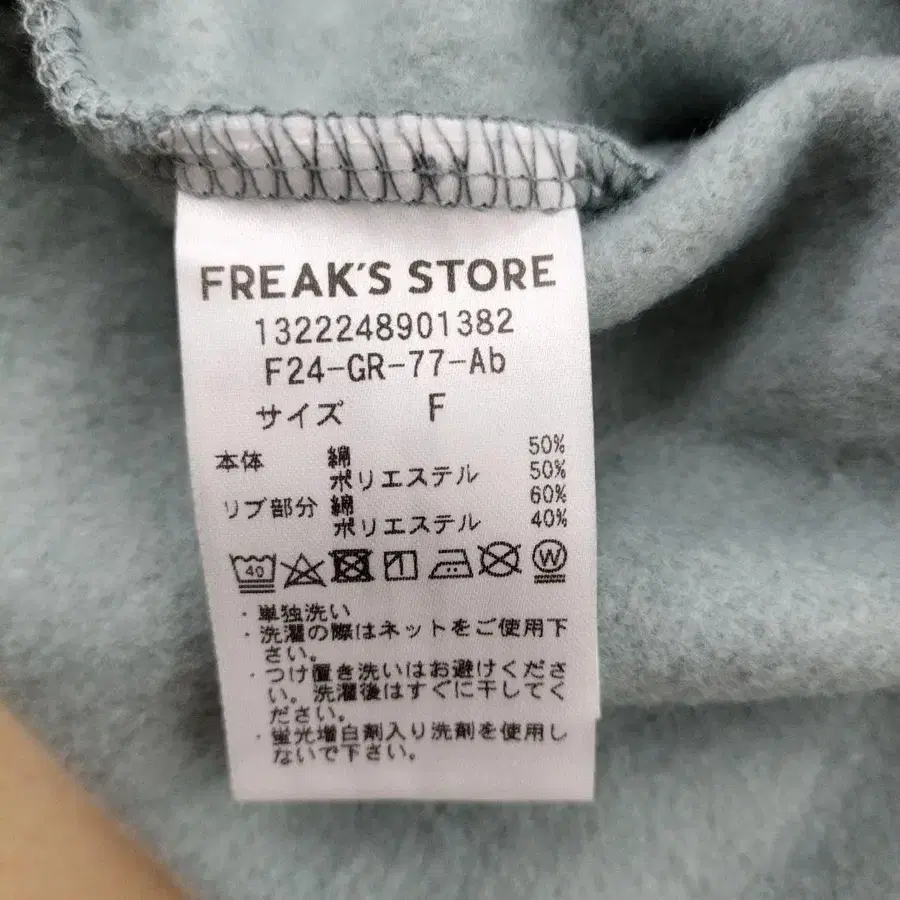 FREAK'S STORE
1322248901382
F24-GR-77-Ab
サイズ F
本体 綿 50%
ポリエステル 50%
リブ部分 綿 60%
ポリエステル 40%
40 W
・単独洗い
・洗濯の際はネットをご使用下
さい。
・つけ置き洗いはお避けくださ
い。洗濯後はすぐに干してく
ださい。
・蛍光増白剤入り洗剤を使用し
ないで下さい。